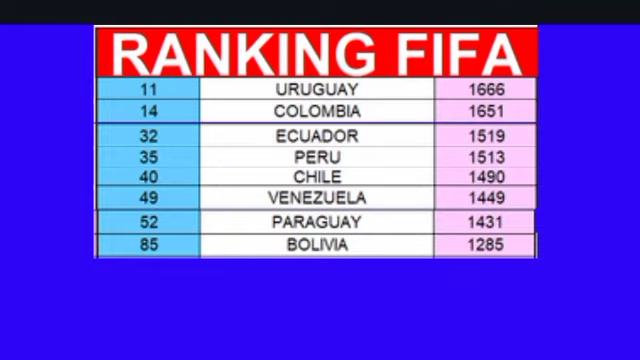 RANKING FIFA
11 URUGUAY 1666
14 COLOMBIA 1651
32 ECUADOR 1519
35 PERU 1513
40 CHILE 1490
49 VENEZUELA 1449
52 PARAGUAY 1431
85 BOLIVIA 1285